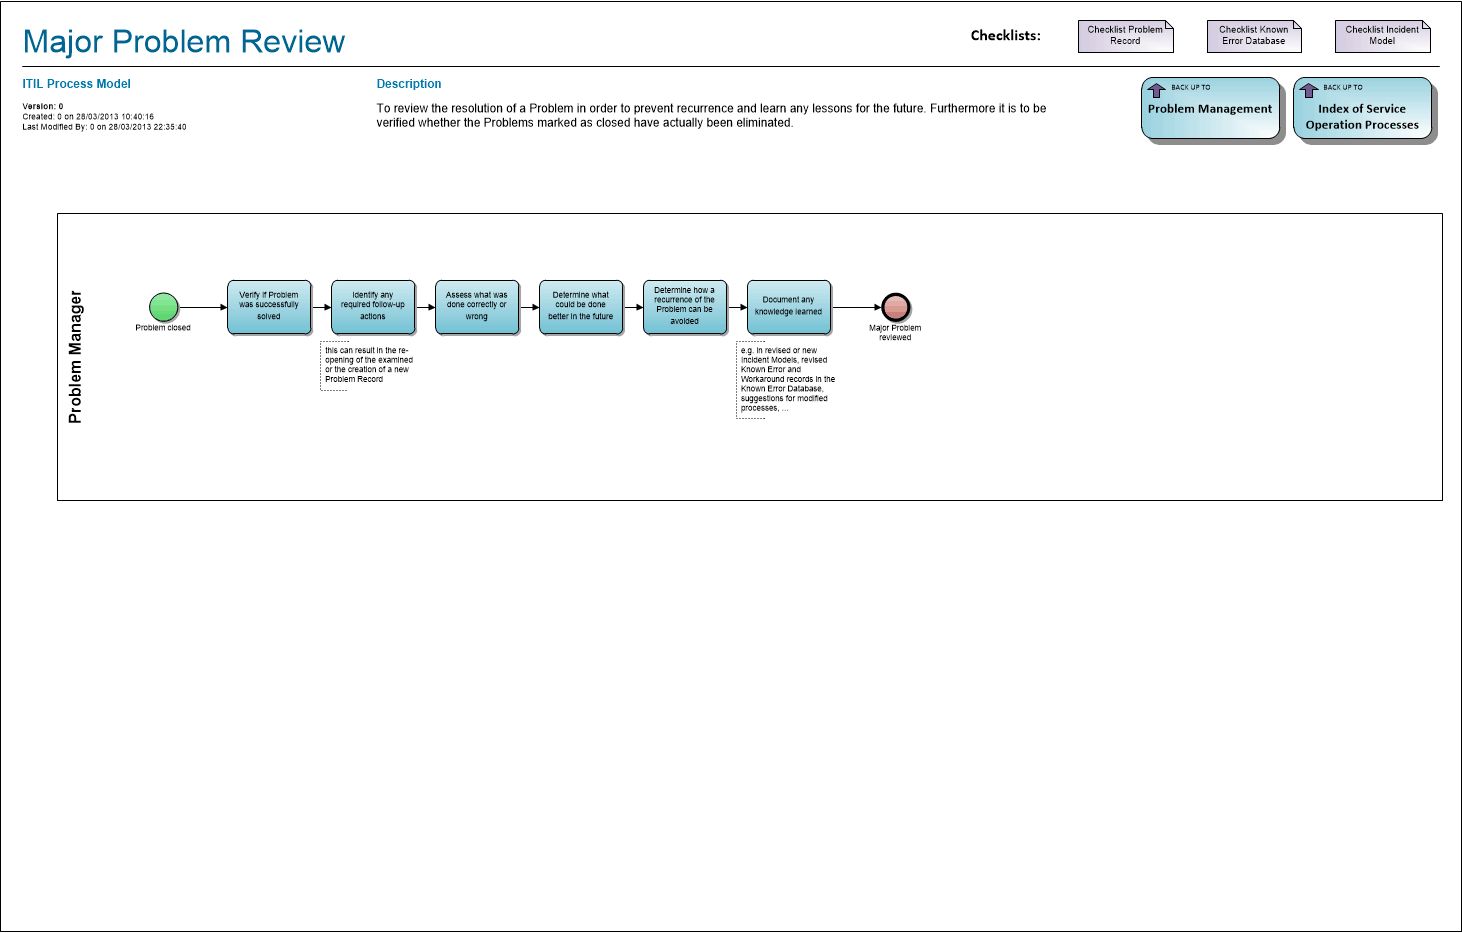 Major Problem Review
Checklists:
Checklist Problem
Record
Checklist Known
Error Database
Checklist Incident
Model
ITIL Process Model
Version: 0
Created: 0 on 28/03/2013 10:40:16
Last Modified By: 0 on 28/03/2013 22:35:40
Description
To review the resolution of a Problem in order to prevent recurrence and learn any lessons for the future. Furthermore it is to be
verified whether the Problems marked as closed have actually been eliminated.
BACK UP TO
Problem Management
BACK UP TO
Index of Service
Operation Processes
Problem Manager
Problem closed
Verify if Problem
was successfully
solved
Identify any
required follow-up
actions
this can result in the re-
opening of the examined
or the creation of a new
Problem Record
Assess what was
done correctly or
wrong
Determine what
could be done
better in the future
Determine how a
recurrence of the
Problem can be
avoided
Document any
knowledge learned
e.g. in revised or new
Incident Models, revised
Known Error and
Workaround records in the
Known Error Database,
suggestions for modified
processes, ...
Major Problem
reviewed